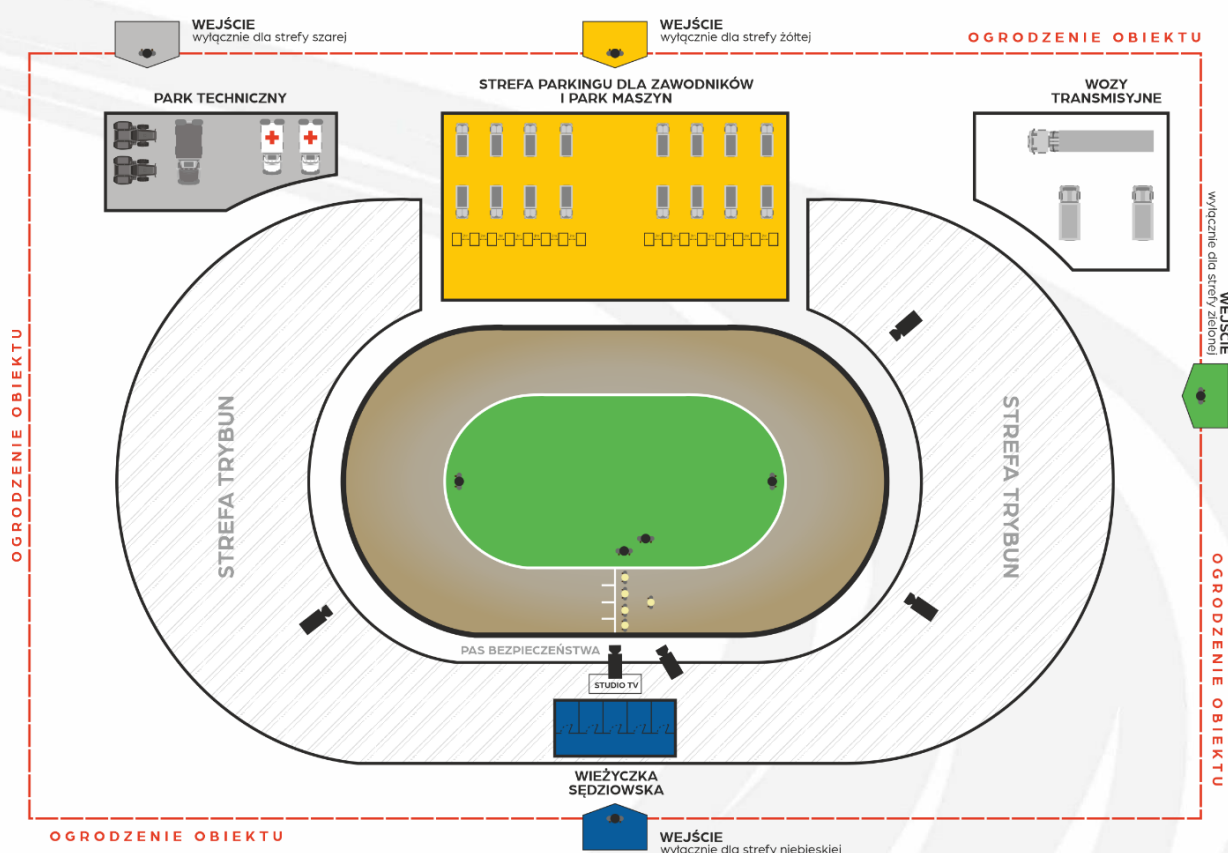 WEJŚCIE
wyłącznie dla strefy szarej
WEJŚCIE
wyłącznie dla strefy żółtej
OGRODZENIE OBIEKTU
PARK TECHNICZNY
STREFA PARKINGU DLA ZAWODNIKÓW
I PARK MASZYN
WOZY
TRANSMISYJNE
WEJŚCIE
wyłącznie dla strefy zielonej
OGRODZENIE OBIEKTU
STREFA TRYBUN
STREFA TRYBUN
OGRODZENIE OBIEKTU
PAS BEZPIECZEŃSTWA
STUDIO TV
WIEŻYCZKA
SĘDZIOWSKA
OGRODZENIE OBIEKTU
WEJŚCIE
wyłącznie dla strefy niebieskiej